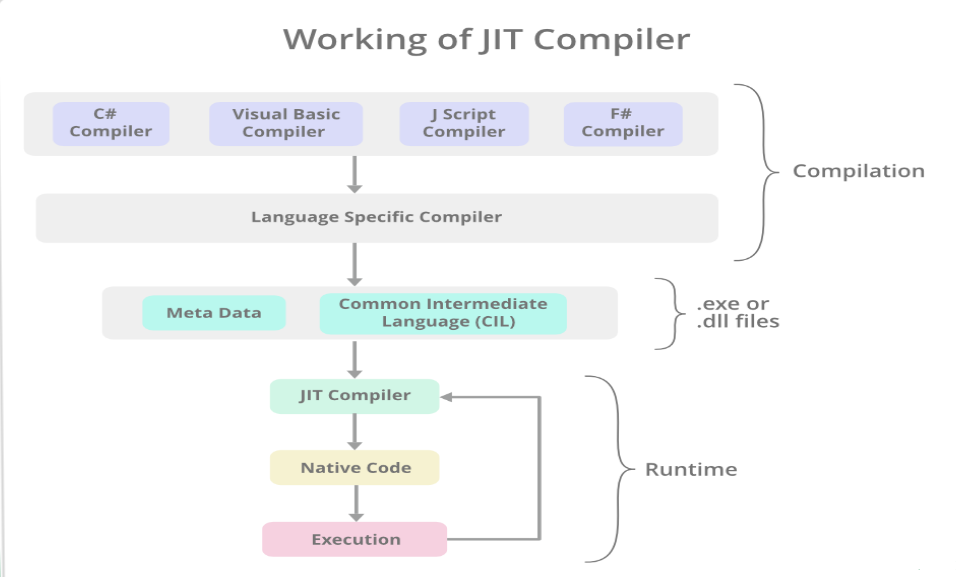 Working of JIT Compiler
C#
Compiler
Visual Basic
Compiler
J Script
Compiler
F#
Compiler
Compilation
Language Specific Compiler
Meta Data
Common Intermediate
Language (CIL)
.exe or
.dll files
JIT Compiler
Native Code
Runtime
Execution